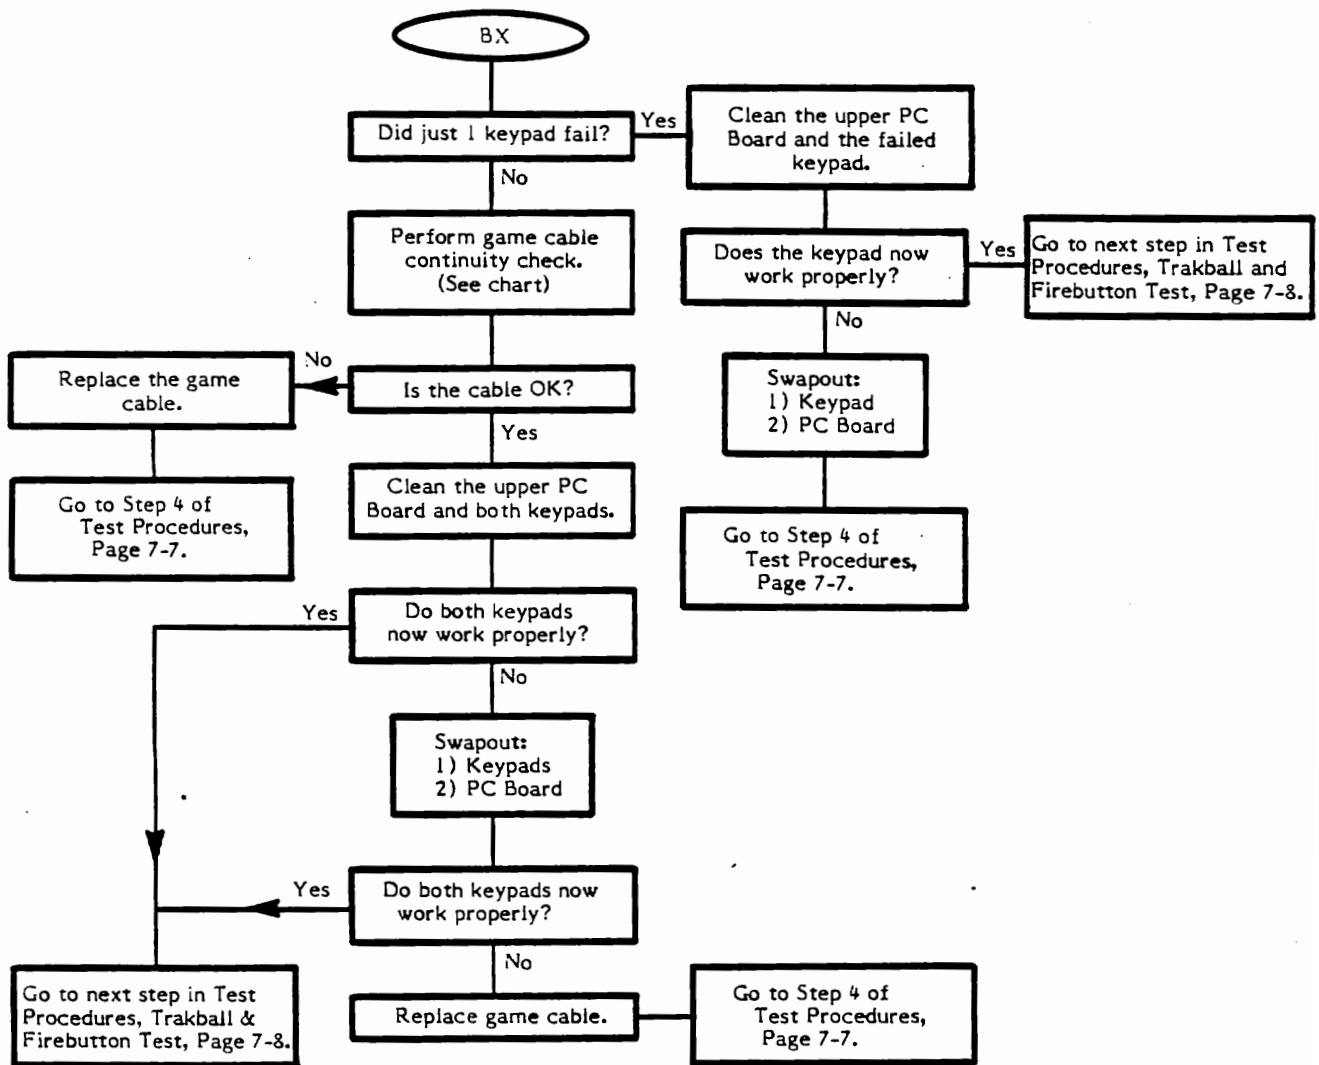 BX
Did just 1 keypad fail?
Yes
Clean the upper PC
Board and the failed
keypad.
No
Perform game cable
continuity check.
(See chart)
Does the keypad now
work properly?
Yes
Go to next step in Test
Procedures, Trakball and
Firebutton Test, Page 7-8.
No
Swapout:
1) Keypad
2) PC Board
Go to Step 4 of
Test Procedures,
Page 7-7.
Is the cable OK?
No
Replace the game
cable.
Go to Step 4 of
Test Procedures,
Page 7-7.
Yes
Clean the upper PC
Board and both keypads.
Do both keypads
now work properly?
Yes
No
Swapout:
1) Keypads
2) PC Board
Do both keypads now
work properly?
Yes
Go to next step in Test
Procedures, Trakball &
Firebutton Test, Page 7-8.
No
Replace game cable.
Go to Step 4 of
Test Procedures,
Page 7-7.